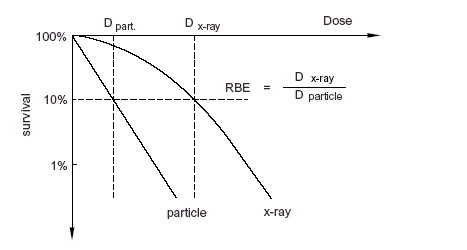 D part.
D x-ray
Dose
100%
10%
1%
survival
RBE = D x-ray / D particle
particle
x-ray